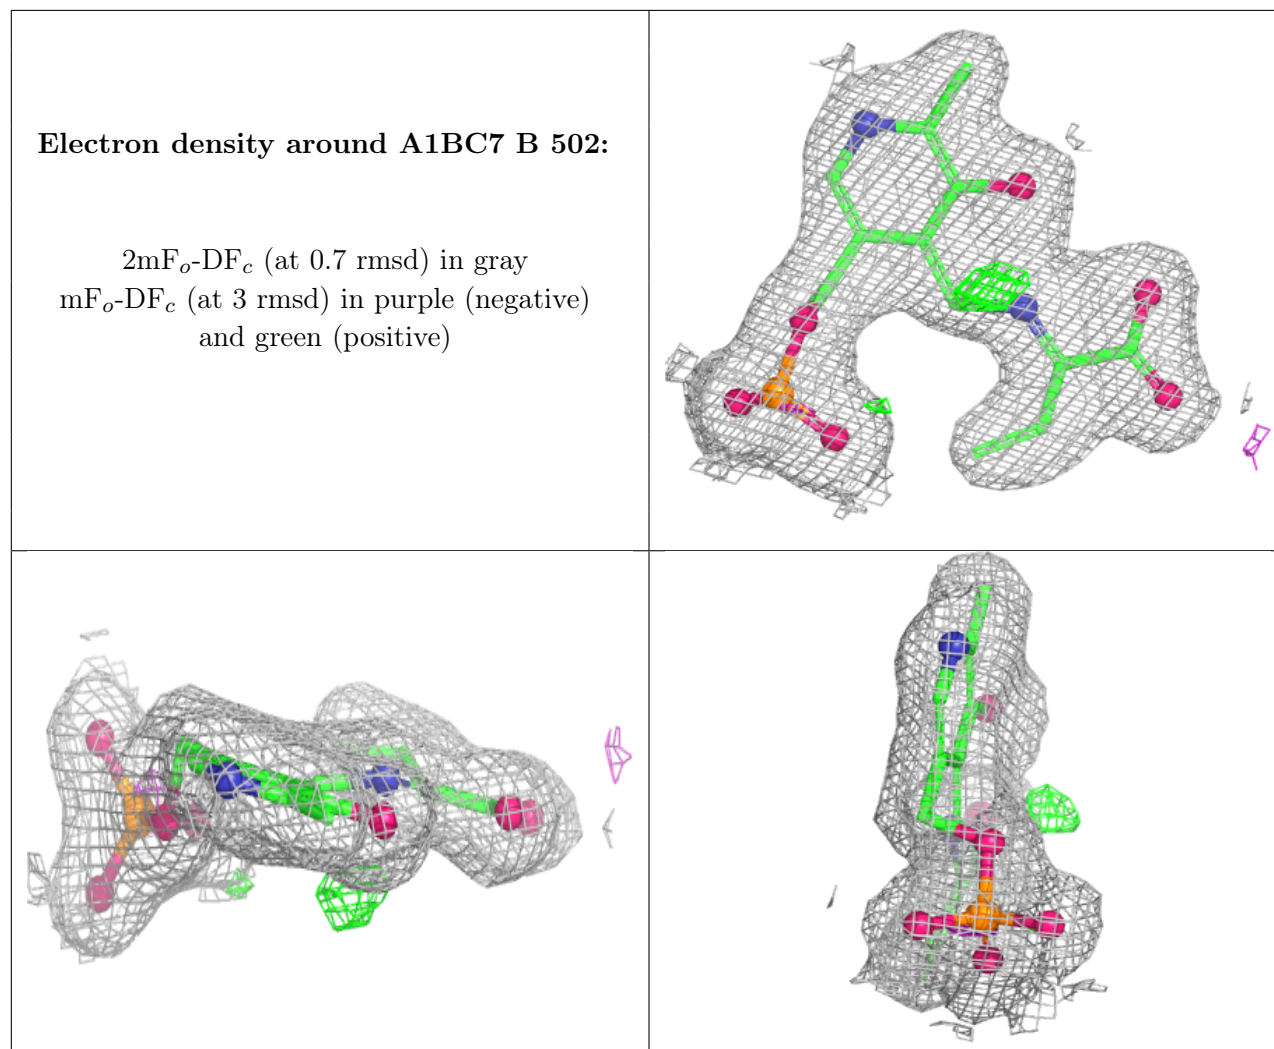 Electron density around A1BC7 B 502:
2mFo-DFc (at 0.7 rmsd) in gray
mFo-DFc (at 3 rmsd) in purple (negative)
and green (positive)